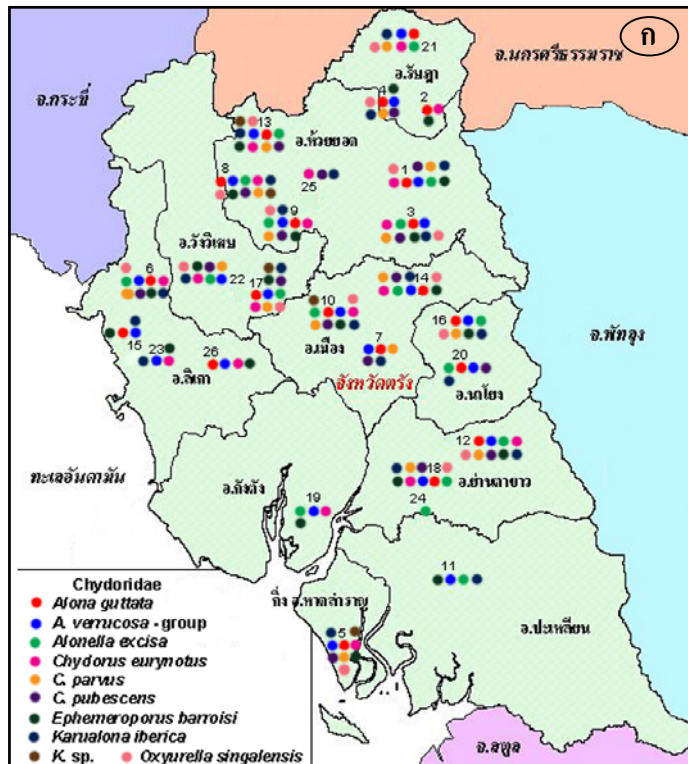 ก
จ.กระบี่
จ.นครศรีธรรมราช
21
อ.รัษฎา
4
2
13
อ.ห้วยยอด
8
25
1
9
3
อ.วังวิเศษ
22
6
17
10
14
16
จ.พัทลุง
15
23
26
อ.สิเกา
อ.เมือง
7
20
จังหวัดตรัง
อ.นาโยง
ทะเลอันดามัน
12
18
อ.กันตัง
อ.ย่านตาขาว
24
19
11
กิ่ง อ.หาดสำราญ
5
อ.ปะเหลียน
จ.สตูล
Chydoridae
Alona guttata
A. verrucosa - group
Alonella excisa
Chydorus eurynotus
C. parvus
C. pubescens
Ephemeroporus barroisi
Karualona iberica
K. sp. Oxyurella singalensis